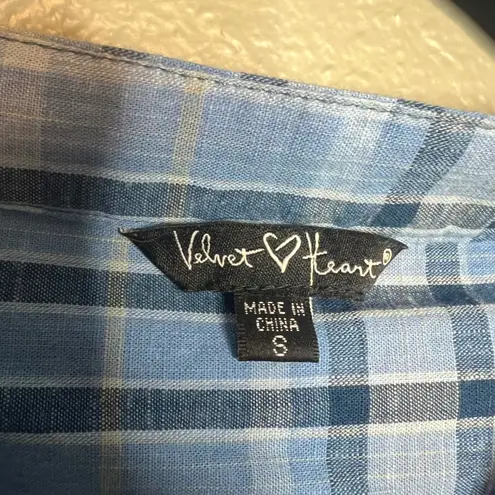 Velvet ♡ Heart®
MADE IN
CHINA
S